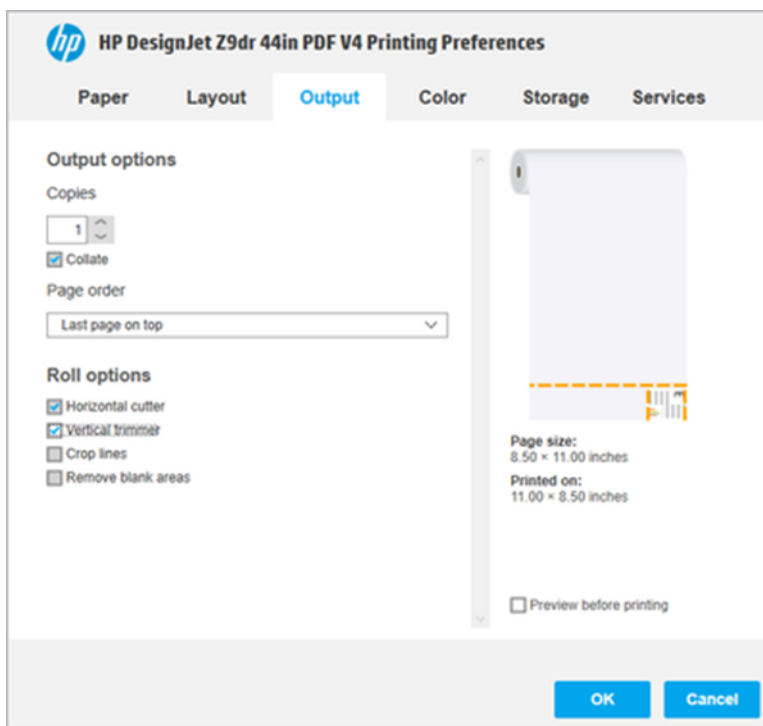 hp HP DesignJet Z9dr 44in PDF V4 Printing Preferences
Paper Layout Output Color Storage Services
Output options
Copies
1
Collate
Page order
Last page on top
Roll options
Horizontal cutter
Vertical trimmer
Crop lines
Remove blank areas
Page size:
8.50 × 11.00 inches
Printed on:
11.00 × 8.50 inches
Preview before printing
OK Cancel